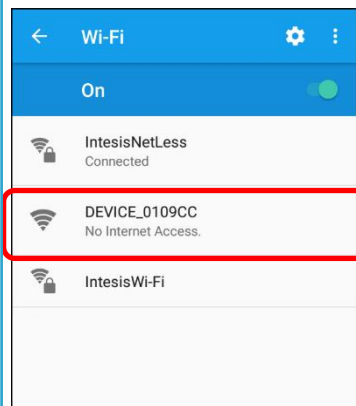 Wi-Fi
On
IntesisNetLess
Connected
DEVICE_0109CC
No Internet Access.
IntesisWi-Fi